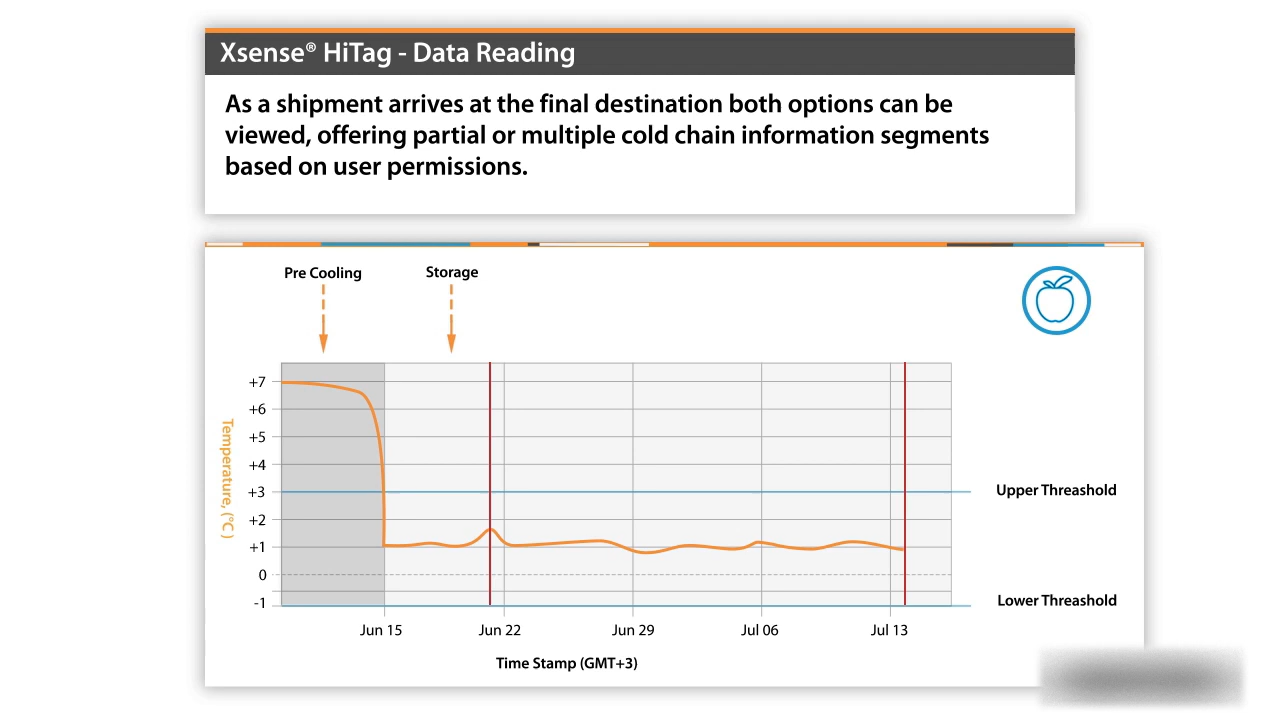 Xsense® HiTag - Data Reading
As a shipment arrives at the final destination both options can be
viewed, offering partial or multiple cold chain information segments
based on user permissions.
Pre Cooling
Storage
Temperature, (°C )
+7
+6
+5
+4
+3
+2
+1
0
-1
Upper Threashold
Lower Threashold
Jun 15
Jun 22
Jun 29
Jul 06
Jul 13
Time Stamp (GMT+3)